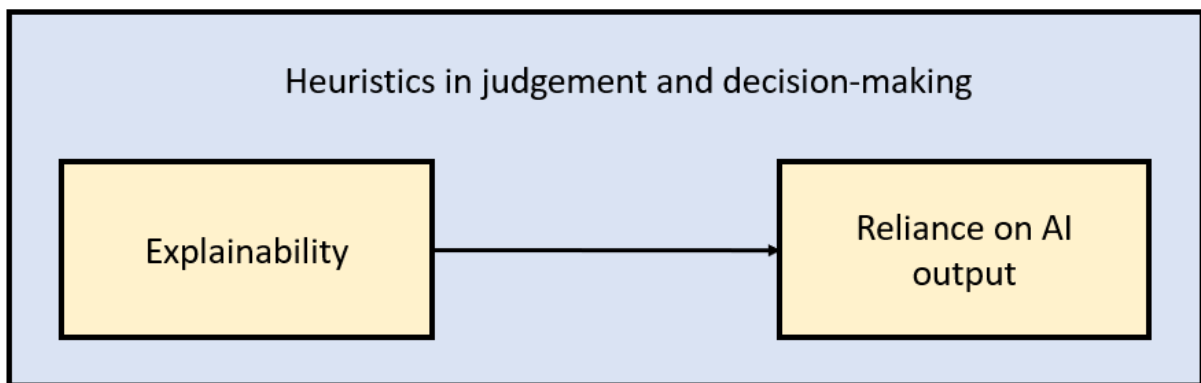 Heuristics in judgement and decision-making
Explainability
Reliance on AI
output